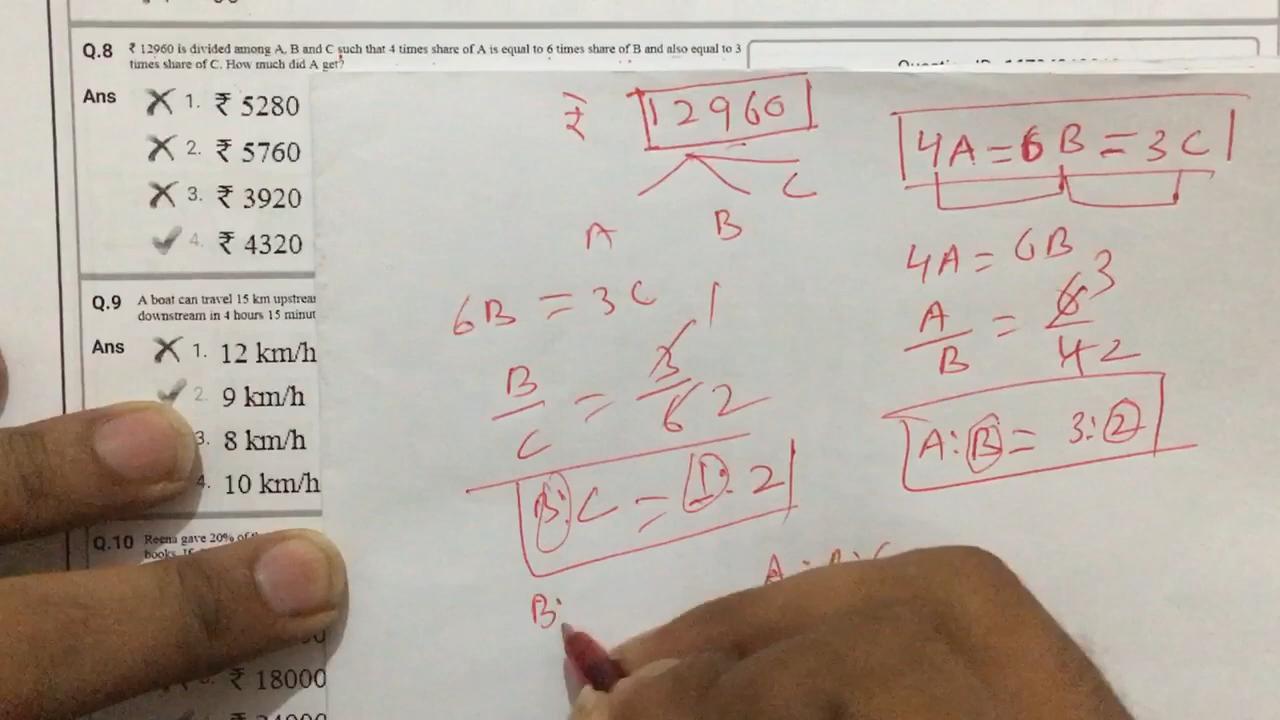 Q.8 ₹ 12960 is divided among A, B and C such that 4 times share of A is equal to 6 times share of B and also equal to 3
times share of C. How much did A get?
Ans 1. ₹ 5280
2. ₹ 5760
3. ₹ 3920
4. ₹ 4320
Q.9 A boat can travel 15 km
downstream in 4 hours 15
Ans 1. 12 km/h
2. 9 km/h
3. 8 km/h
4. 10 km/h
Q.10 Reena gave 20%
books.
₹ 18000
₹ 12960
A B C
6B = 3C
B/C = 3/6 1 2
B:C = 1:2
B:
4A = 6B = 3C
4A = 6B
A/B = 6/4 3 2
A:B = 3:2
A:B:C